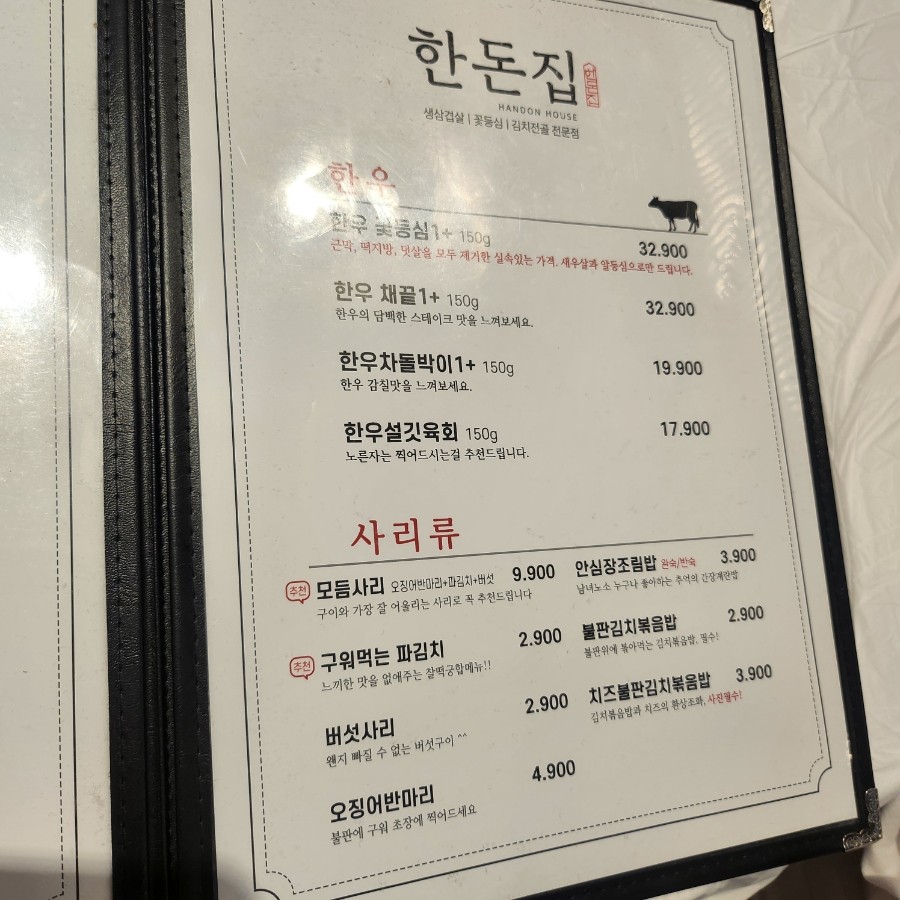 한돈집
한돈집
HANDON HOUSE
생삼겹살 | 꽃등심 | 김치전골 전문점
한우
한우 꽃등심1+ 150g 32.900
근막, 떡지방, 덧살을 모두 제거한 실속있는 가격. 새우살과 알등심으로만 드립니다.
한우 채끝1+ 150g 32.900
한우의 담백한 스테이크 맛을 느껴보세요.
한우차돌박이1+ 150g 19.900
한우 감칠맛을 느껴보세요.
한우설깃육회 150g 17.900
노른자는 찍어드시는걸 추천드립니다.
사리류
추천 모듬사리 오징어반마리+파김치+버섯 9.900
구이와 가장 잘 어울리는 사리로 꼭 추천드립니다
추천 구워먹는 파김치 2.900
느끼한 맛을 없애주는 찰떡궁합메뉴!!
버섯사리 2.900
왠지 빠질 수 없는 버섯구이 ^^
오징어반마리 4.900
불판에 구워 초장에 찍어드세요
안심장조림밥 완숙/반숙 3.900
남녀노소 누구나 좋아하는 추억의 간장계란밥
불판김치볶음밥 2.900
불판위에 볶아먹는 김치볶음밥, 필수!
치즈불판김치볶음밥 3.900
김치볶음밥과 치즈의 환상조화, 사진필수!